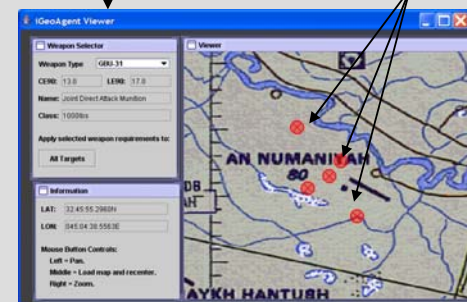 iGeoAgent Viewer
Weapon Selector
Weapon Type GBU-31
CE90: 13.0 LE90: 17.0
Name: Joint Direct Attack Munition
Class: 1000lbs
Apply selected weapon requirements to:
All Targets
Information
LAT: 32:45:55.2960N
LON: 045:04:30.5563E
Mouse Button Controls:
Left = Pan.
Middle = Load map and recenter.
Right = Zoom.
Viewer
AN NUMANIYAH
80
DB
AH
AYKH HANTUSH